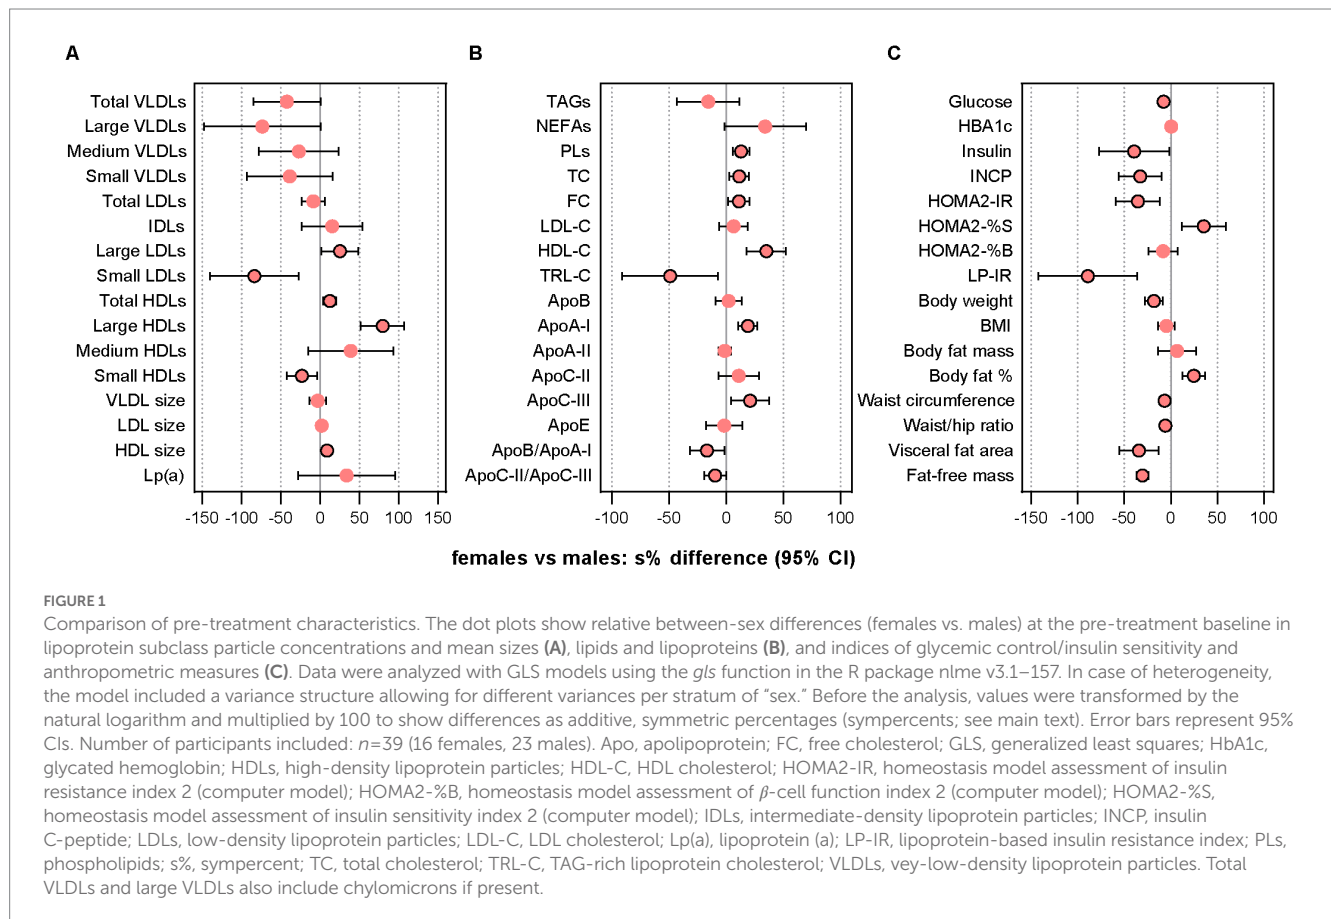 A
B
C
Total VLDLs
Large VLDLs
Medium VLDLs
Small VLDLs
Total LDLs
IDLs
Large LDLs
Small LDLs
Total HDLs
Large HDLs
Medium HDLs
Small HDLs
VLDL size
LDL size
HDL size
Lp(a)
-150 -100 -50 0 50 100 150
TAGs
NEFAs
PLs
TC
FC
LDL-C
HDL-C
TRL-C
ApoB
ApoA-I
ApoA-II
ApoC-II
ApoC-III
ApoE
ApoB/ApoA-I
ApoC-II/ApoC-III
-100 -50 0 50 100
Glucose
HBA1c
Insulin
INCP
HOMA2-IR
HOMA2-%S
HOMA2-%B
LP-IR
Body weight
BMI
Body fat mass
Body fat %
Waist circumference
Waist/hip ratio
Visceral fat area
Fat-free mass
-150 -100 -50 0 50 100
females vs males: s% difference (95% CI)
FIGURE 1
Comparison of pre-treatment characteristics. The dot plots show relative between-sex differences (females vs. males) at the pre-treatment baseline in
lipoprotein subclass particle concentrations and mean sizes (A), lipids and lipoproteins (B), and indices of glycemic control/insulin sensitivity and
anthropometric measures (C). Data were analyzed with GLS models using the gls function in the R package nlme v3.1–157. In case of heterogeneity,
the model included a variance structure allowing for different variances per stratum of “sex.” Before the analysis, values were transformed by the
natural logarithm and multiplied by 100 to show differences as additive, symmetric percentages (sympercents; see main text). Error bars represent 95%
CIs. Number of participants included: n=39 (16 females, 23 males). Apo, apolipoprotein; FC, free cholesterol; GLS, generalized least squares; HbA1c,
glycated hemoglobin; HDLs, high-density lipoprotein particles; HDL-C, HDL cholesterol; HOMA2-IR, homeostasis model assessment of insulin
resistance index 2 (computer model); HOMA2-%B, homeostasis model assessment of β-cell function index 2 (computer model); HOMA2-%S,
homeostasis model assessment of insulin sensitivity index 2 (computer model); IDLs, intermediate-density lipoprotein particles; INCP, insulin
C-peptide; LDLs, low-density lipoprotein particles; LDL-C, LDL cholesterol; Lp(a), lipoprotein (a); LP-IR, lipoprotein-based insulin resistance index; PLs,
phospholipids; s%, sympercent; TC, total cholesterol; TRL-C, TAG-rich lipoprotein cholesterol; VLDLs, vey-low-density lipoprotein particles. Total
VLDLs and large VLDLs also include chylomicrons if present.